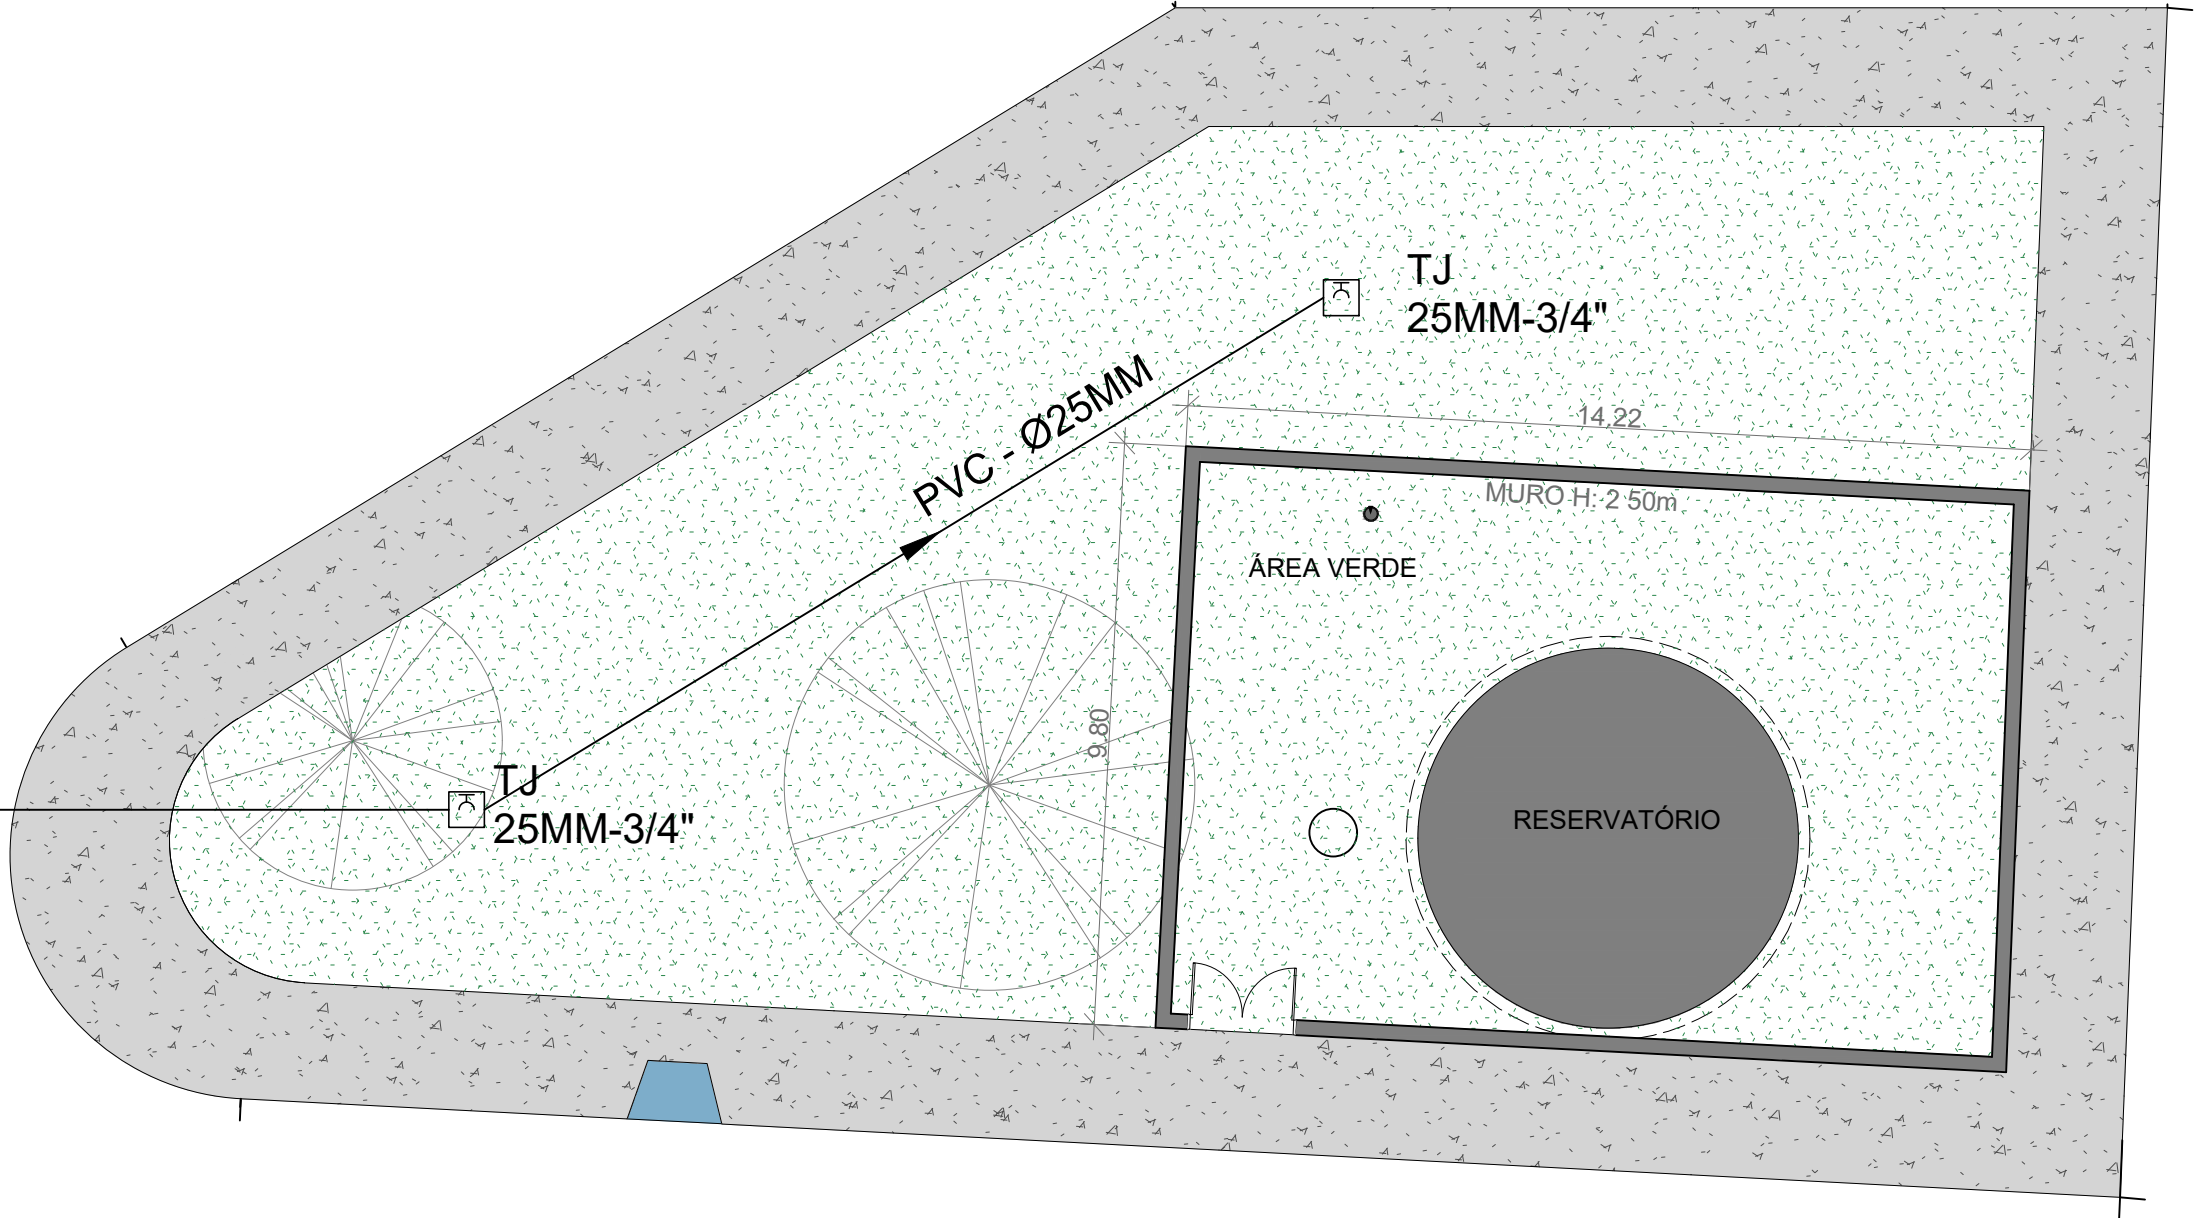 TJ
25MM-3/4"
PVC - Ø25MM
14.22
MURO H: 2 50m
ÁREA VERDE
9.80
TJ
25MM-3/4"
RESERVATÓRIO